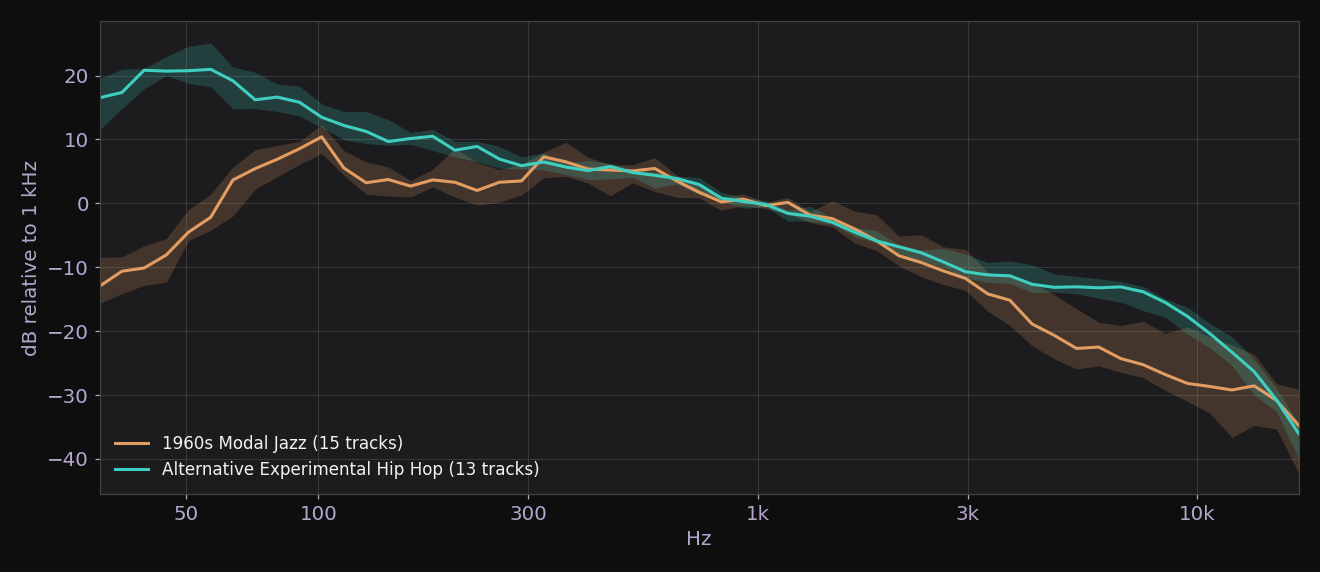 20
10
0
−10
−20
−30
−40
dB relative to 1 kHz
1960s Modal Jazz (15 tracks)
Alternative Experimental Hip Hop (13 tracks)
50 100 300 1k 3k 10k
Hz